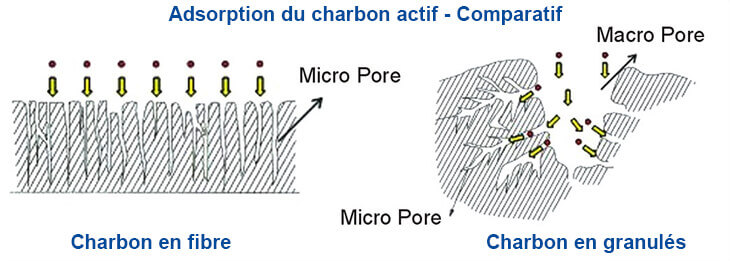 Adsorption du charbon actif - Comparatif
Micro Pore
Macro Pore
Micro Pore
Charbon en fibre
Charbon en granulés